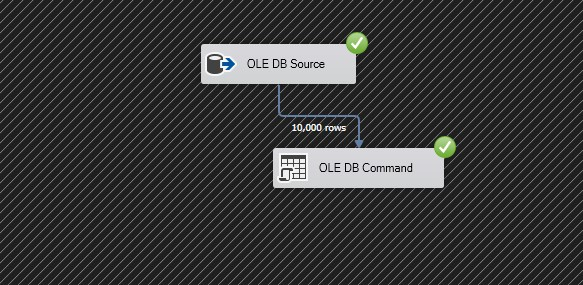 OLE DB Source
10,000 rows
OLE DB Command